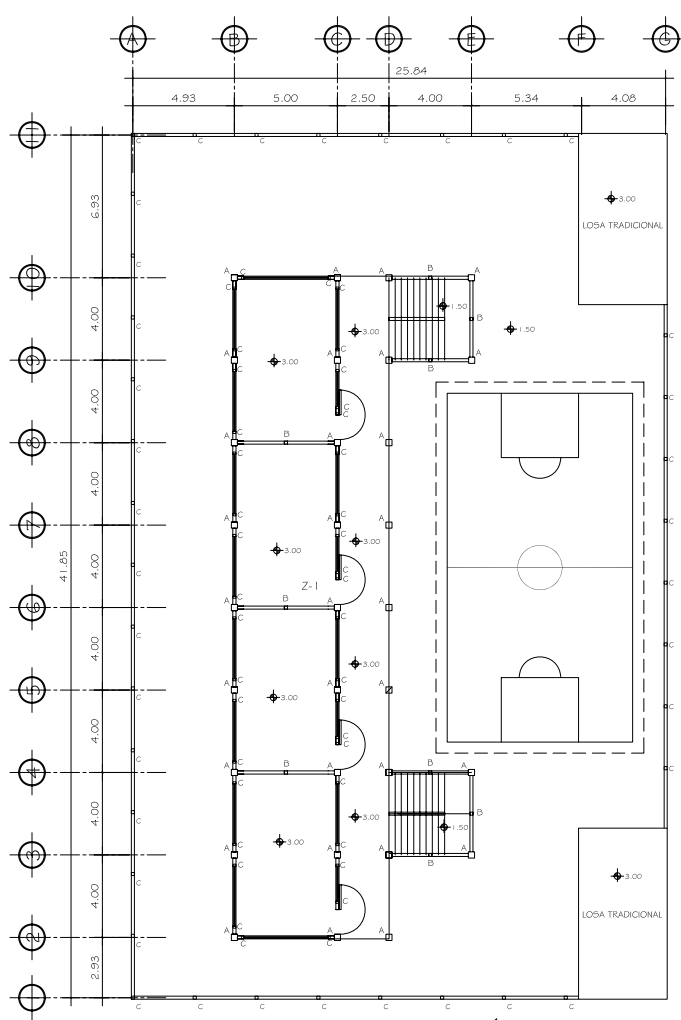 A B C D E F G
25.84
4.93 5.00 2.50 4.00 5.34 4.08
11
C C C C C C C C
6.93
3.00
C
LOSA TRADICIONAL
C
10
A C A A B A
C C C
4.00
1.50
C B
3.00 1.50
C
9
A C C A A A
3.00
C C B
C
4.00
C
C
C
8
A B A A
C C
C
4.00
C
7
A C C A A
C C
3.00
3.00
41.85
4.00
C
C
C
Z-1
C
6
A C B A A
C C
C
4.00
C
3.00
5
A C C A A
C C
3.00
C
4.00
C
C
C
4
A B A A B A
C
C C
C
4.00
C
B
3.00
1.50
3.00
3
A C C A A A
C C B
C
3.00
4.00
C
C
LOSA TRADICIONAL
2
A C C A A
C
2.93
C
1
C C C C C C C